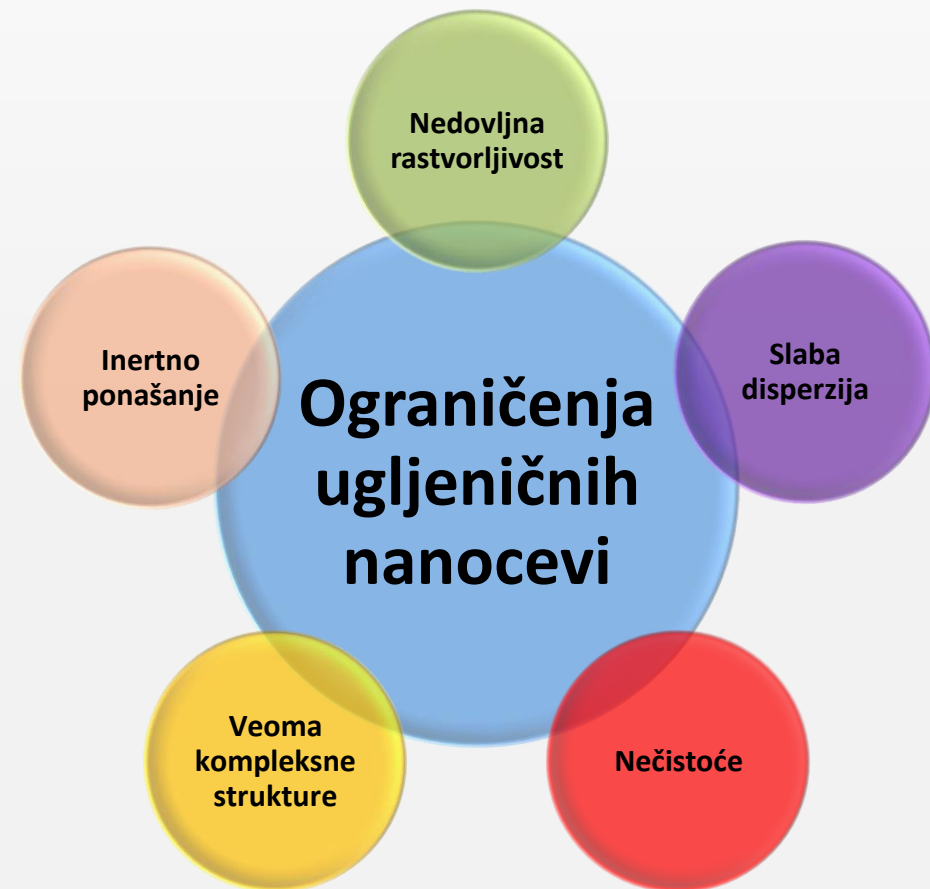 Nedovljna
rastvorljivost
Inertno
ponašanje
Slaba
disperzija
Ograničenja
ugljeničnih
nanocevi
Veoma
kompleksne
strukture
Nečistoće